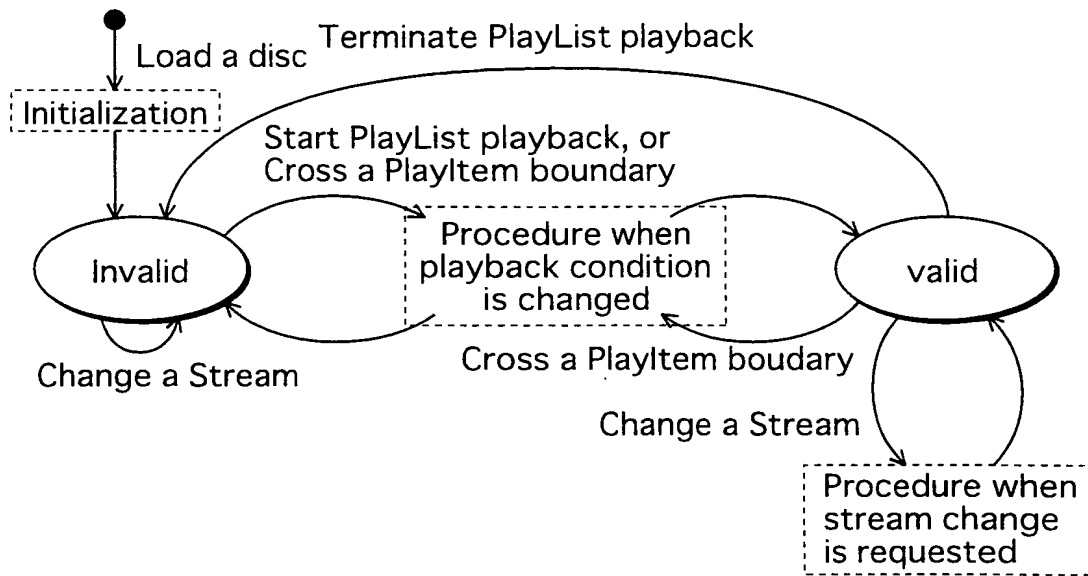 Terminate PlayList playback
Load a disc
Initialization
Start PlayList playback, or
Cross a PlayItem boundary
Procedure when
playback condition
is changed
Invalid
valid
Change a Stream
Cross a PlayItem boudary
Change a Stream
Procedure when
stream change
is requested